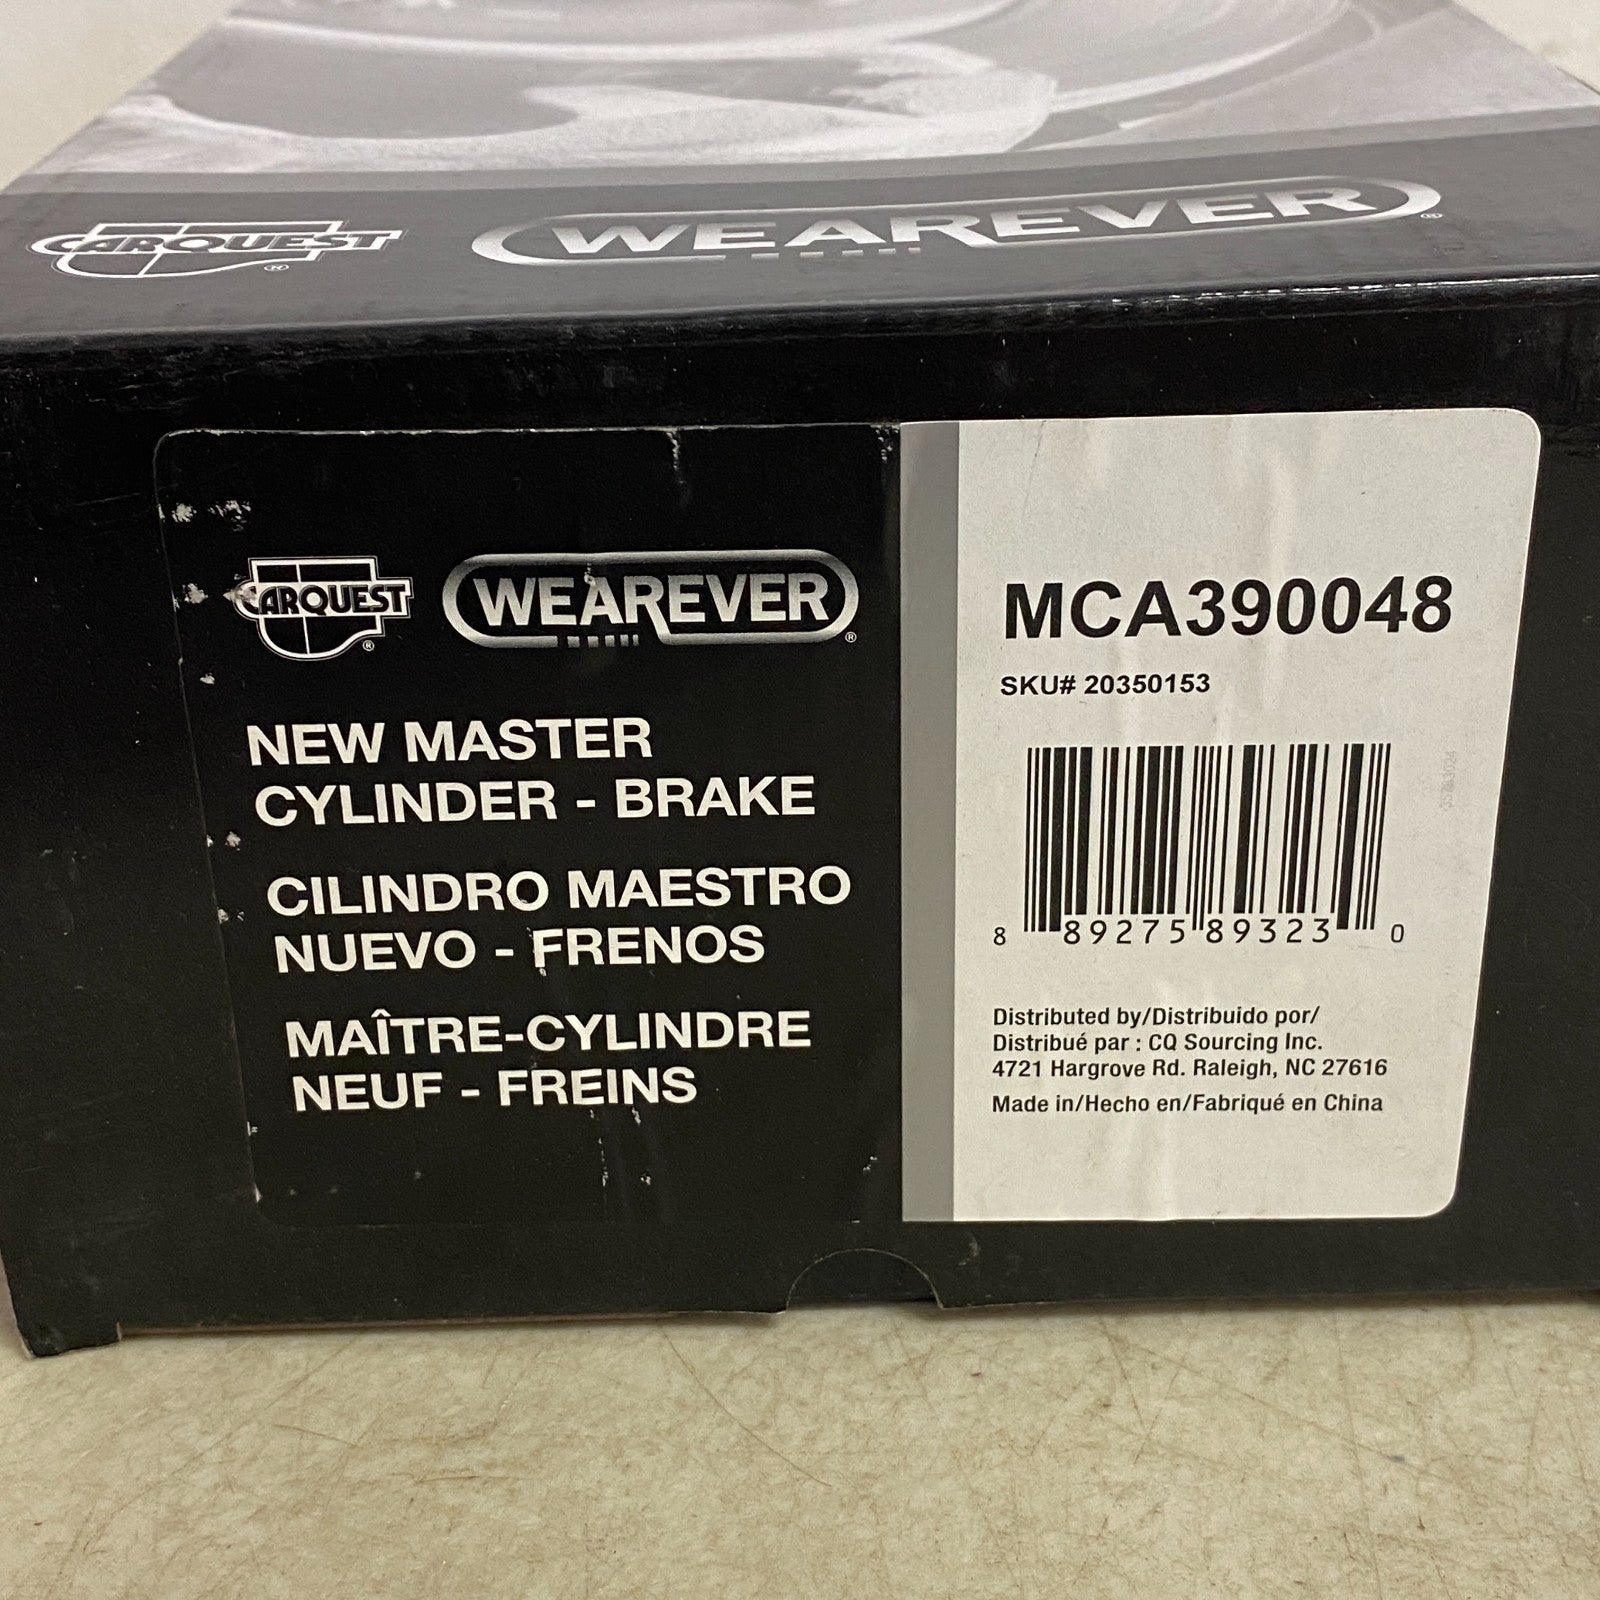 CARQUEST ®
WEAREVER ®
CARQUEST ®
WEAREVER ®
NEW MASTER
CYLINDER - BRAKE
CILINDRO MAESTRO
NUEVO - FRENOS
MAÎTRE-CYLINDRE
NEUF - FREINS
MCA390048
SKU# 20350153
8 89275 89323 0
Distributed by/Distribuido por/
Distribué par : CQ Sourcing Inc.
4721 Hargrove Rd. Raleigh, NC 27616
Made in/Hecho en/Fabriqué en China